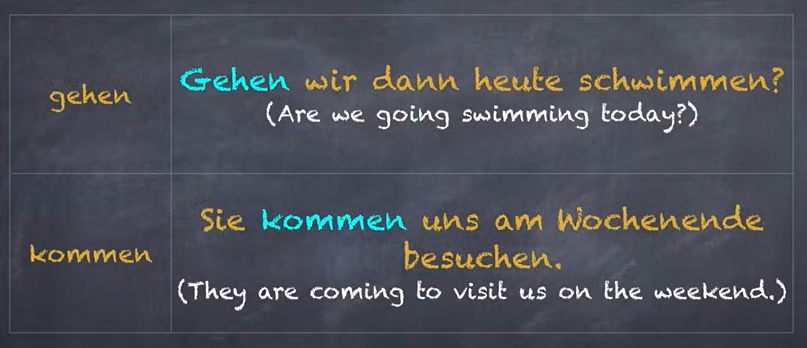 gehen
Gehen wir dann heute schwimmen?
(Are we going swimming today?)
kommen
Sie kommen uns am Wochenende
besuchen.
(They are coming to visit us on the weekend.)